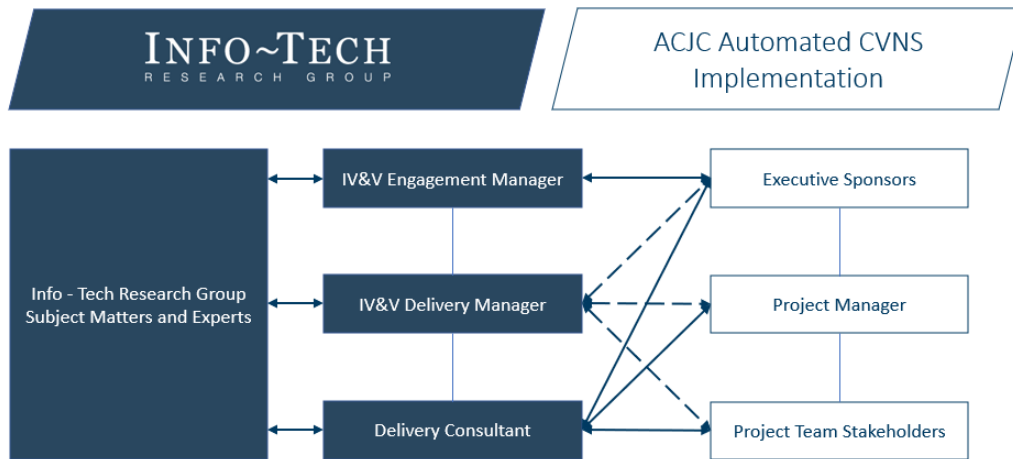 INFO~TECH
RESEARCH GROUP
ACJC Automated CVNS
Implementation
IV&V Engagement Manager
Executive Sponsors
Info - Tech Research Group
Subject Matters and Experts
IV&V Delivery Manager
Project Manager
Delivery Consultant
Project Team Stakeholders